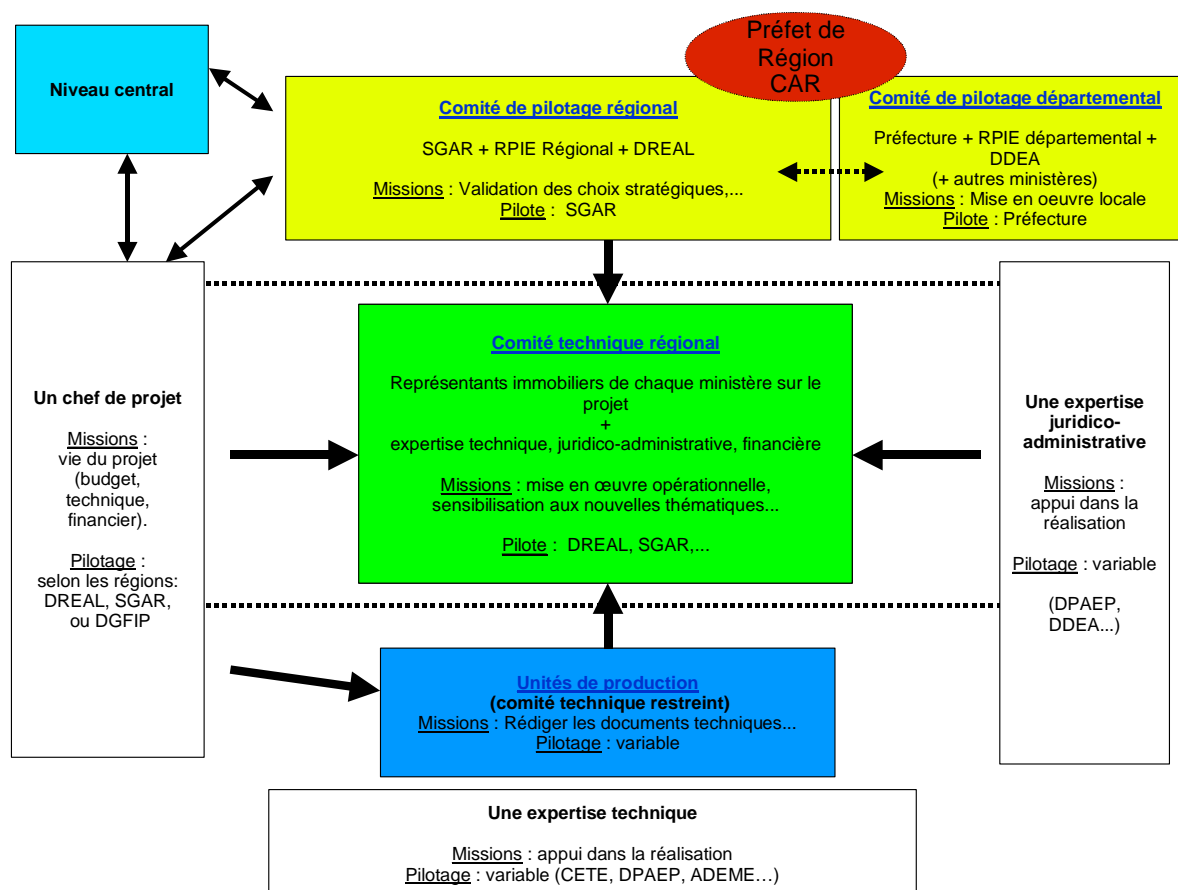 Préfet de
Région
CAR
Niveau central
Comité de pilotage régional
SGAR + RPIE Régional + DREAL
Missions : Validation des choix stratégiques,...
Pilote : SGAR
Comité de pilotage départemental
Préfecture + RPIE départemental +
DDEA
(+ autres ministères)
Missions : Mise en oeuvre locale
Pilote : Préfecture
Un chef de projet
Missions :
vie du projet
(budget,
technique,
financier).
Pilotage :
selon les régions:
DREAL, SGAR,
ou DGFIP
Comité technique régional
Représentants immobiliers de chaque ministère sur le
projet
+
expertise technique, juridico-administrative, financière
Missions : mise en œuvre opérationnelle,
sensibilisation aux nouvelles thématiques...
Pilote : DREAL, SGAR,...
Une expertise
juridico-
administrative
Missions :
appui dans la
réalisation
Pilotage : variable
(DPAEP,
DDEA...)
Unités de production
(comité technique restreint)
Missions : Rédiger les documents techniques...
Pilotage : variable
Une expertise technique
Missions : appui dans la réalisation
Pilotage : variable (CETE, DPAEP, ADEME…)